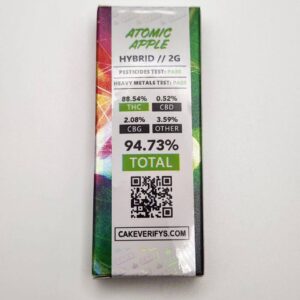 ATOMIC
APPLE
HYBRID // 2G
PESTICIDES TEST: PASS
HEAVY METALS TEST: PASS
88.54% 0.52%
THC CBD
2.08% 3.59%
CBG OTHER
94.73%
TOTAL
CAKEVERIFYS.COM